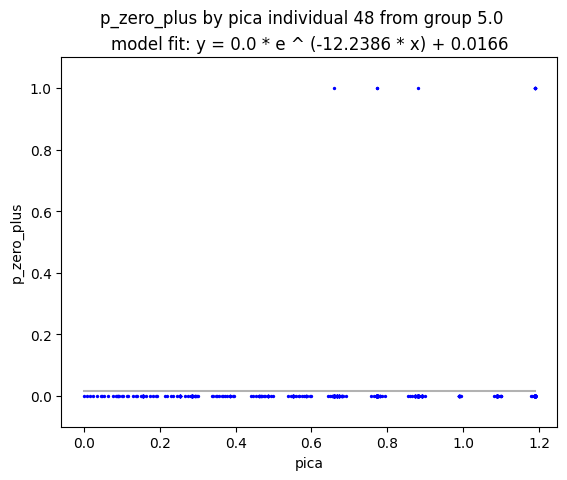 p_zero_plus by pica individual 48 from group 5.0
model fit: y = 0.0 * e ^ (-12.2386 * x) + 0.0166
1.0
0.8
0.6
0.4
0.2
0.0
p_zero_plus
0.0 0.2 0.4 0.6 0.8 1.0 1.2
pica